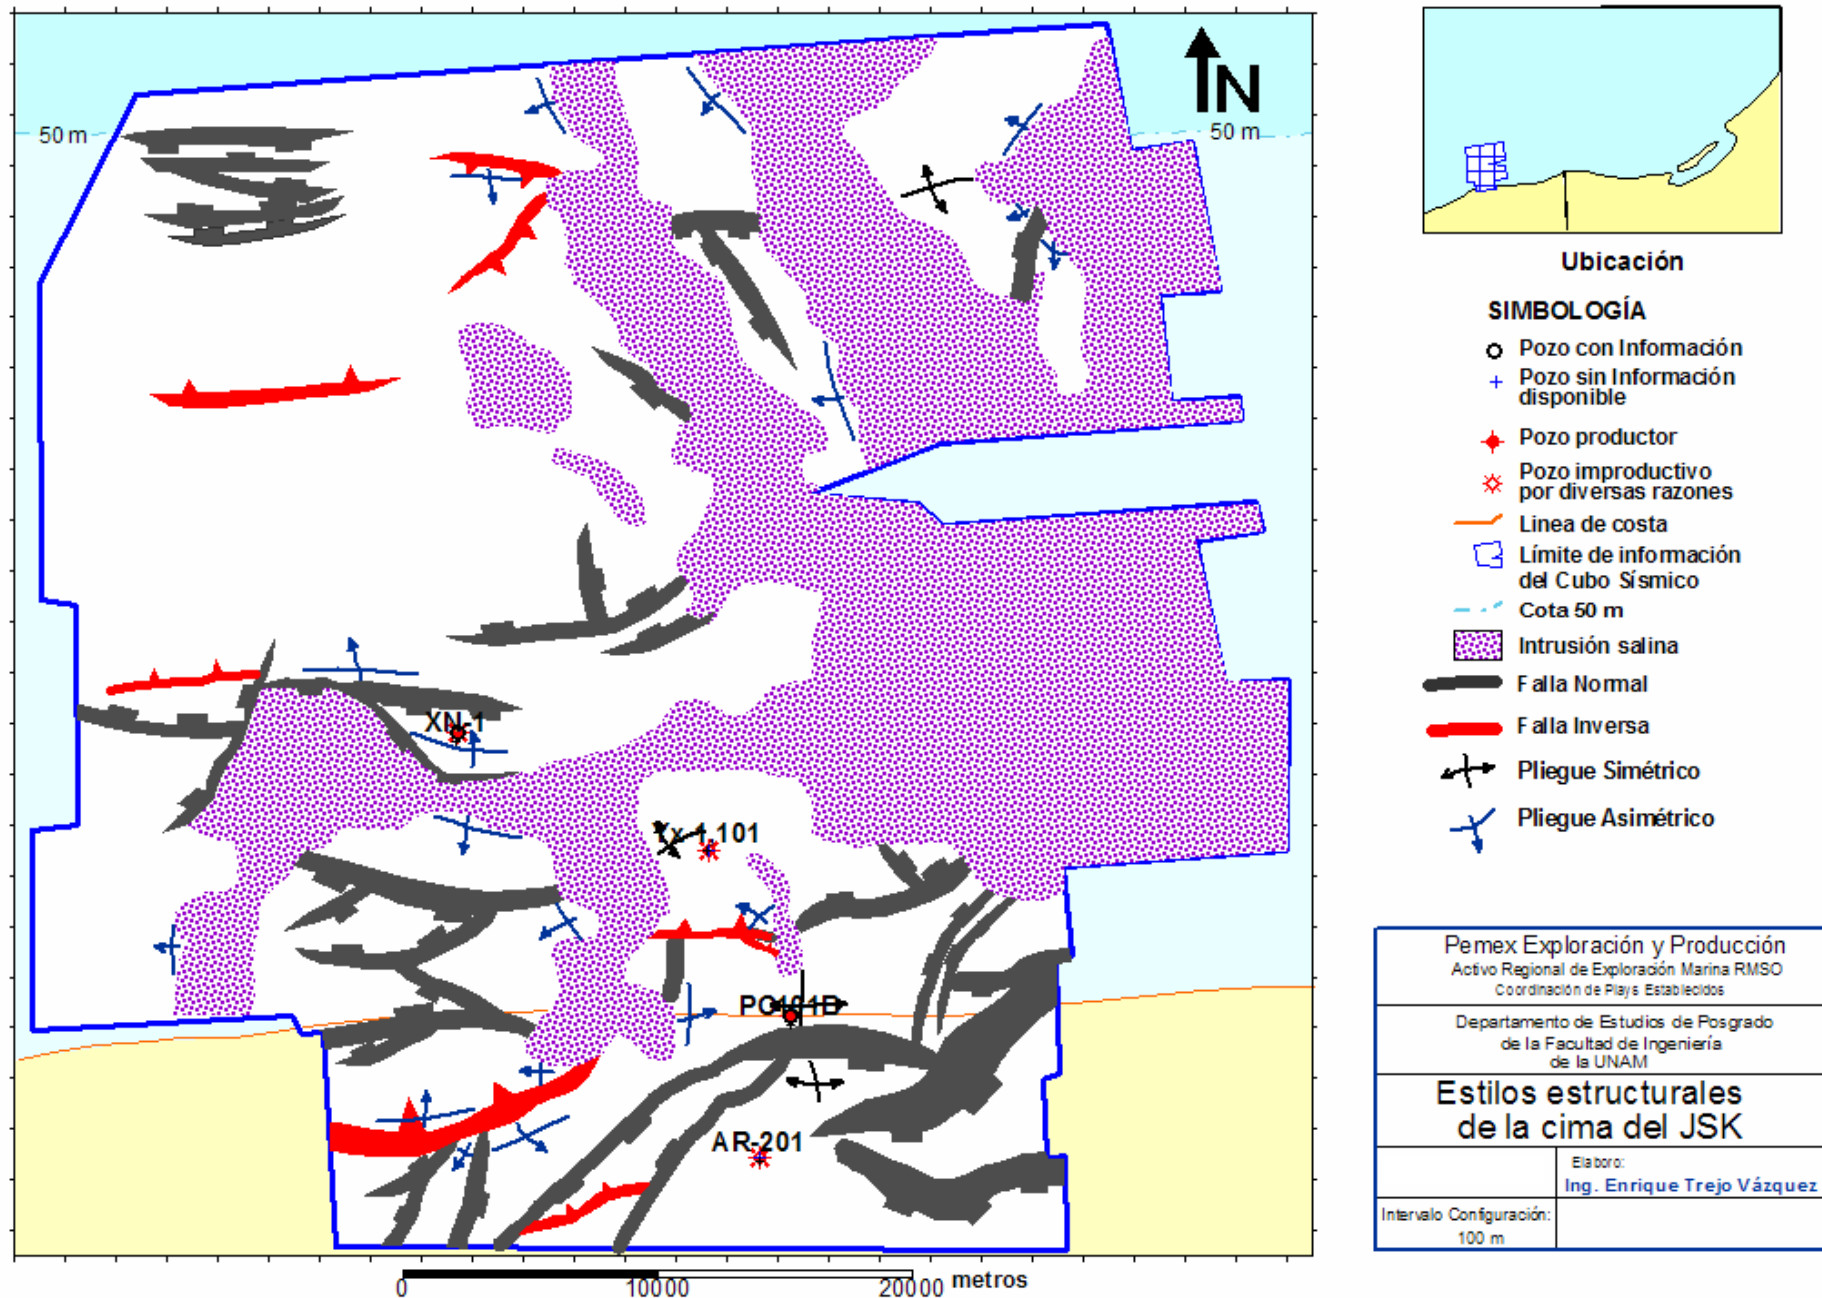 N
50 m
50 m
XN-1
Yx-1,101
PC101D
AR-201
0
10000
20000
metros
Ubicación
SIMBOLOGÍA
Pozo con Información
Pozo sin Información
disponible
Pozo productor
Pozo improductivo
por diversas razones
Linea de costa
Límite de información
del Cubo Sísmico
Cota 50 m
Intrusión salina
Falla Normal
Falla Inversa
Pliegue Simétrico
Pliegue Asimétrico
Pemex Exploración y Producción
Activo Regional de Exploración Marina RMSO
Coordinación de Plays Establecidos
Departamento de Estudios de Posgrado
de la Facultad de Ingeniería
de la UNAM
Estilos estructurales
de la cima del JSK
Elaboro:
Ing. Enrique Trejo Vázquez
Intervalo Configuración:
100 m